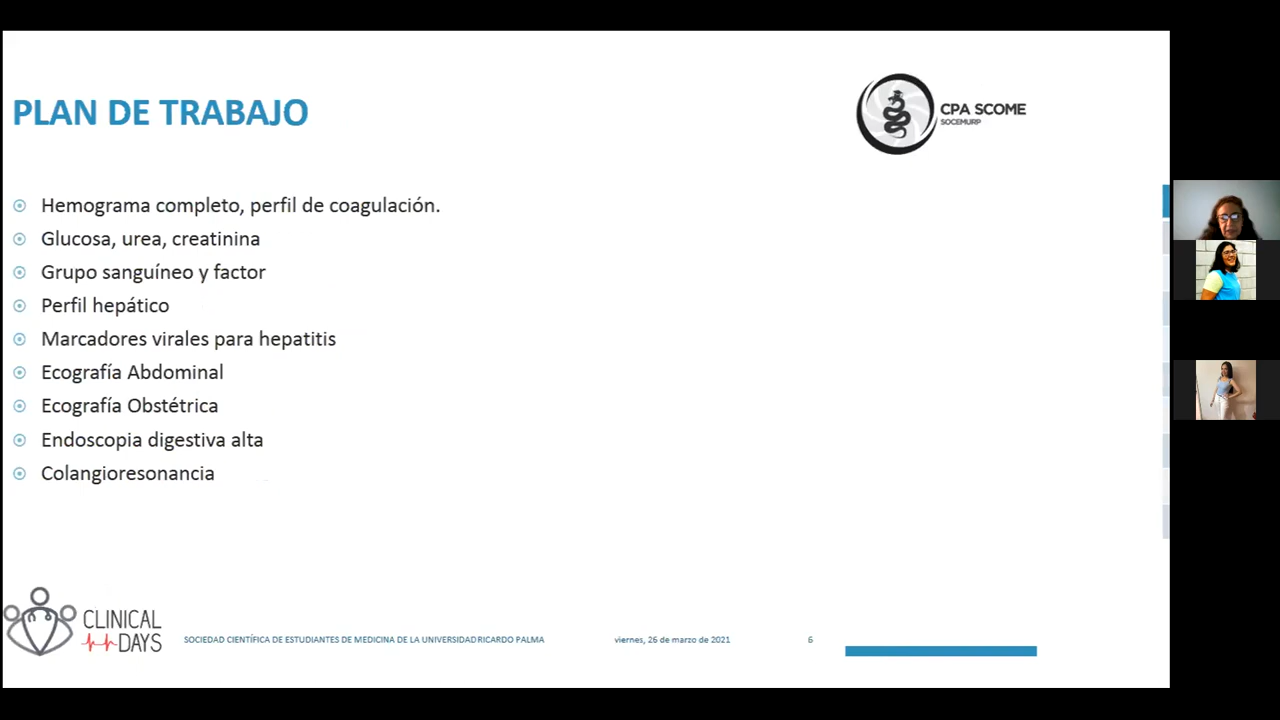 PLAN DE TRABAJO
CPA SCOME
SOCEMURP
Hemograma completo, perfil de coagulación.
Glucosa, urea, creatinina
Grupo sanguíneo y factor
Perfil hepático
Marcadores virales para hepatitis
Ecografía Abdominal
Ecografía Obstétrica
Endoscopia digestiva alta
Colangioresonancia
CLINICAL
DAYS
SOCIEDAD CIENTÍFICA DE ESTUDIANTES DE MEDICINA DE LA UNIVERSIDAD RICARDO PALMA
viernes, 26 de marzo de 2021
6